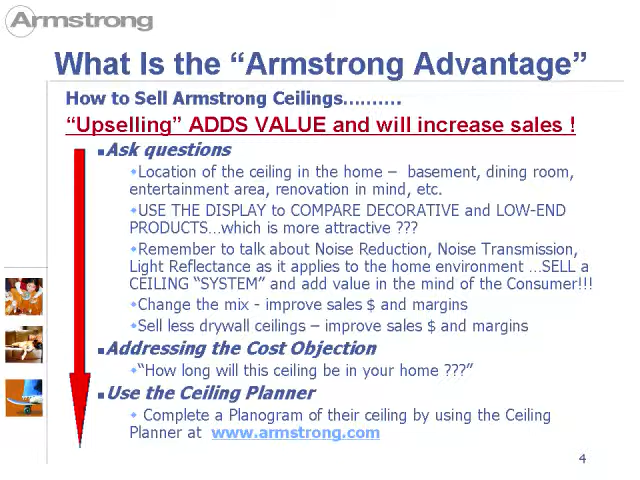 Armstrong
What Is the “Armstrong Advantage”
How to Sell Armstrong Ceilings……….
“Upselling” ADDS VALUE and will increase sales !
Ask questions
Location of the ceiling in the home – basement, dining room,
entertainment area, renovation in mind, etc.
USE THE DISPLAY to COMPARE DECORATIVE and LOW-END
PRODUCTS…which is more attractive ???
Remember to talk about Noise Reduction, Noise Transmission,
Light Reflectance as it applies to the home environment …SELL a
CEILING “SYSTEM” and add value in the mind of the Consumer!!!
Change the mix - improve sales $ and margins
Sell less drywall ceilings – improve sales $ and margins
Addressing the Cost Objection
“How long will this ceiling be in your home ???”
Use the Ceiling Planner
Complete a Planogram of their ceiling by using the Ceiling
Planner at www.armstrong.com
4